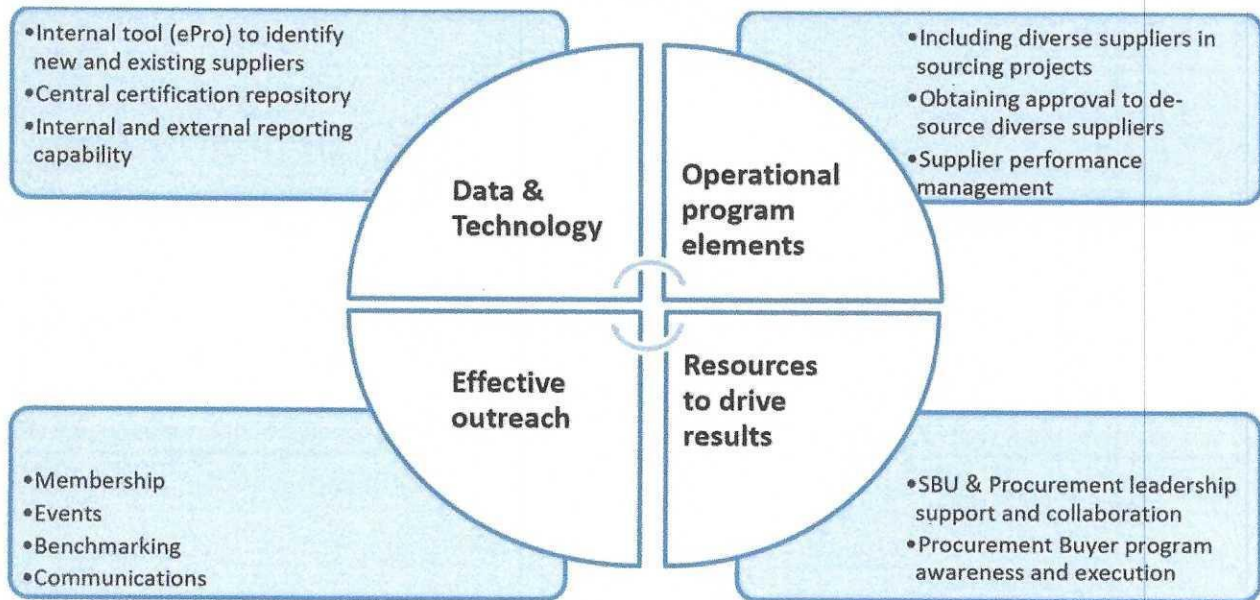 •Internal tool (ePro) to identify
new and existing suppliers
•Central certification repository
•Internal and external reporting
capability
•Including diverse suppliers in
sourcing projects
•Obtaining approval to de-
source diverse suppliers
•Supplier performance
management
Data &
Technology
Operational
program
elements
Effective
outreach
Resources
to drive
results
•Membership
•Events
•Benchmarking
•Communications
•SBU & Procurement leadership
support and collaboration
•Procurement Buyer program
awareness and execution